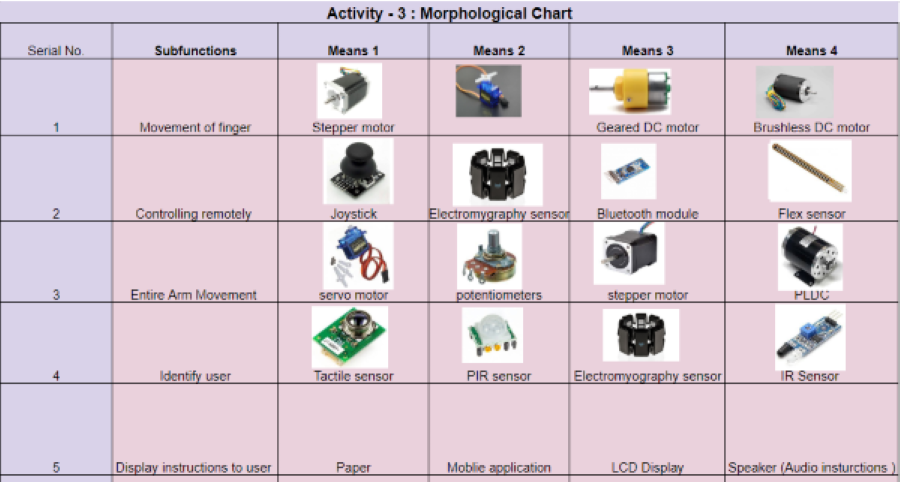 Activity - 3 : Morphological Chart
Serial No. Subfunctions Means 1 Means 2 Means 3 Means 4
1 Movement of finger Stepper motor Geared DC motor Brushless DC motor
2 Controlling remotely Joystick Electromygraphy sensor Bluetooth module Flex sensor
3 Entire Arm Movement servo motor potentiometers stepper motor PLDC
4 Identify user Tactile sensor PIR sensor Electromyography sensor IR Sensor
5 Display instructions to user Paper Moblie application LCD Display Speaker (Audio insturctions )